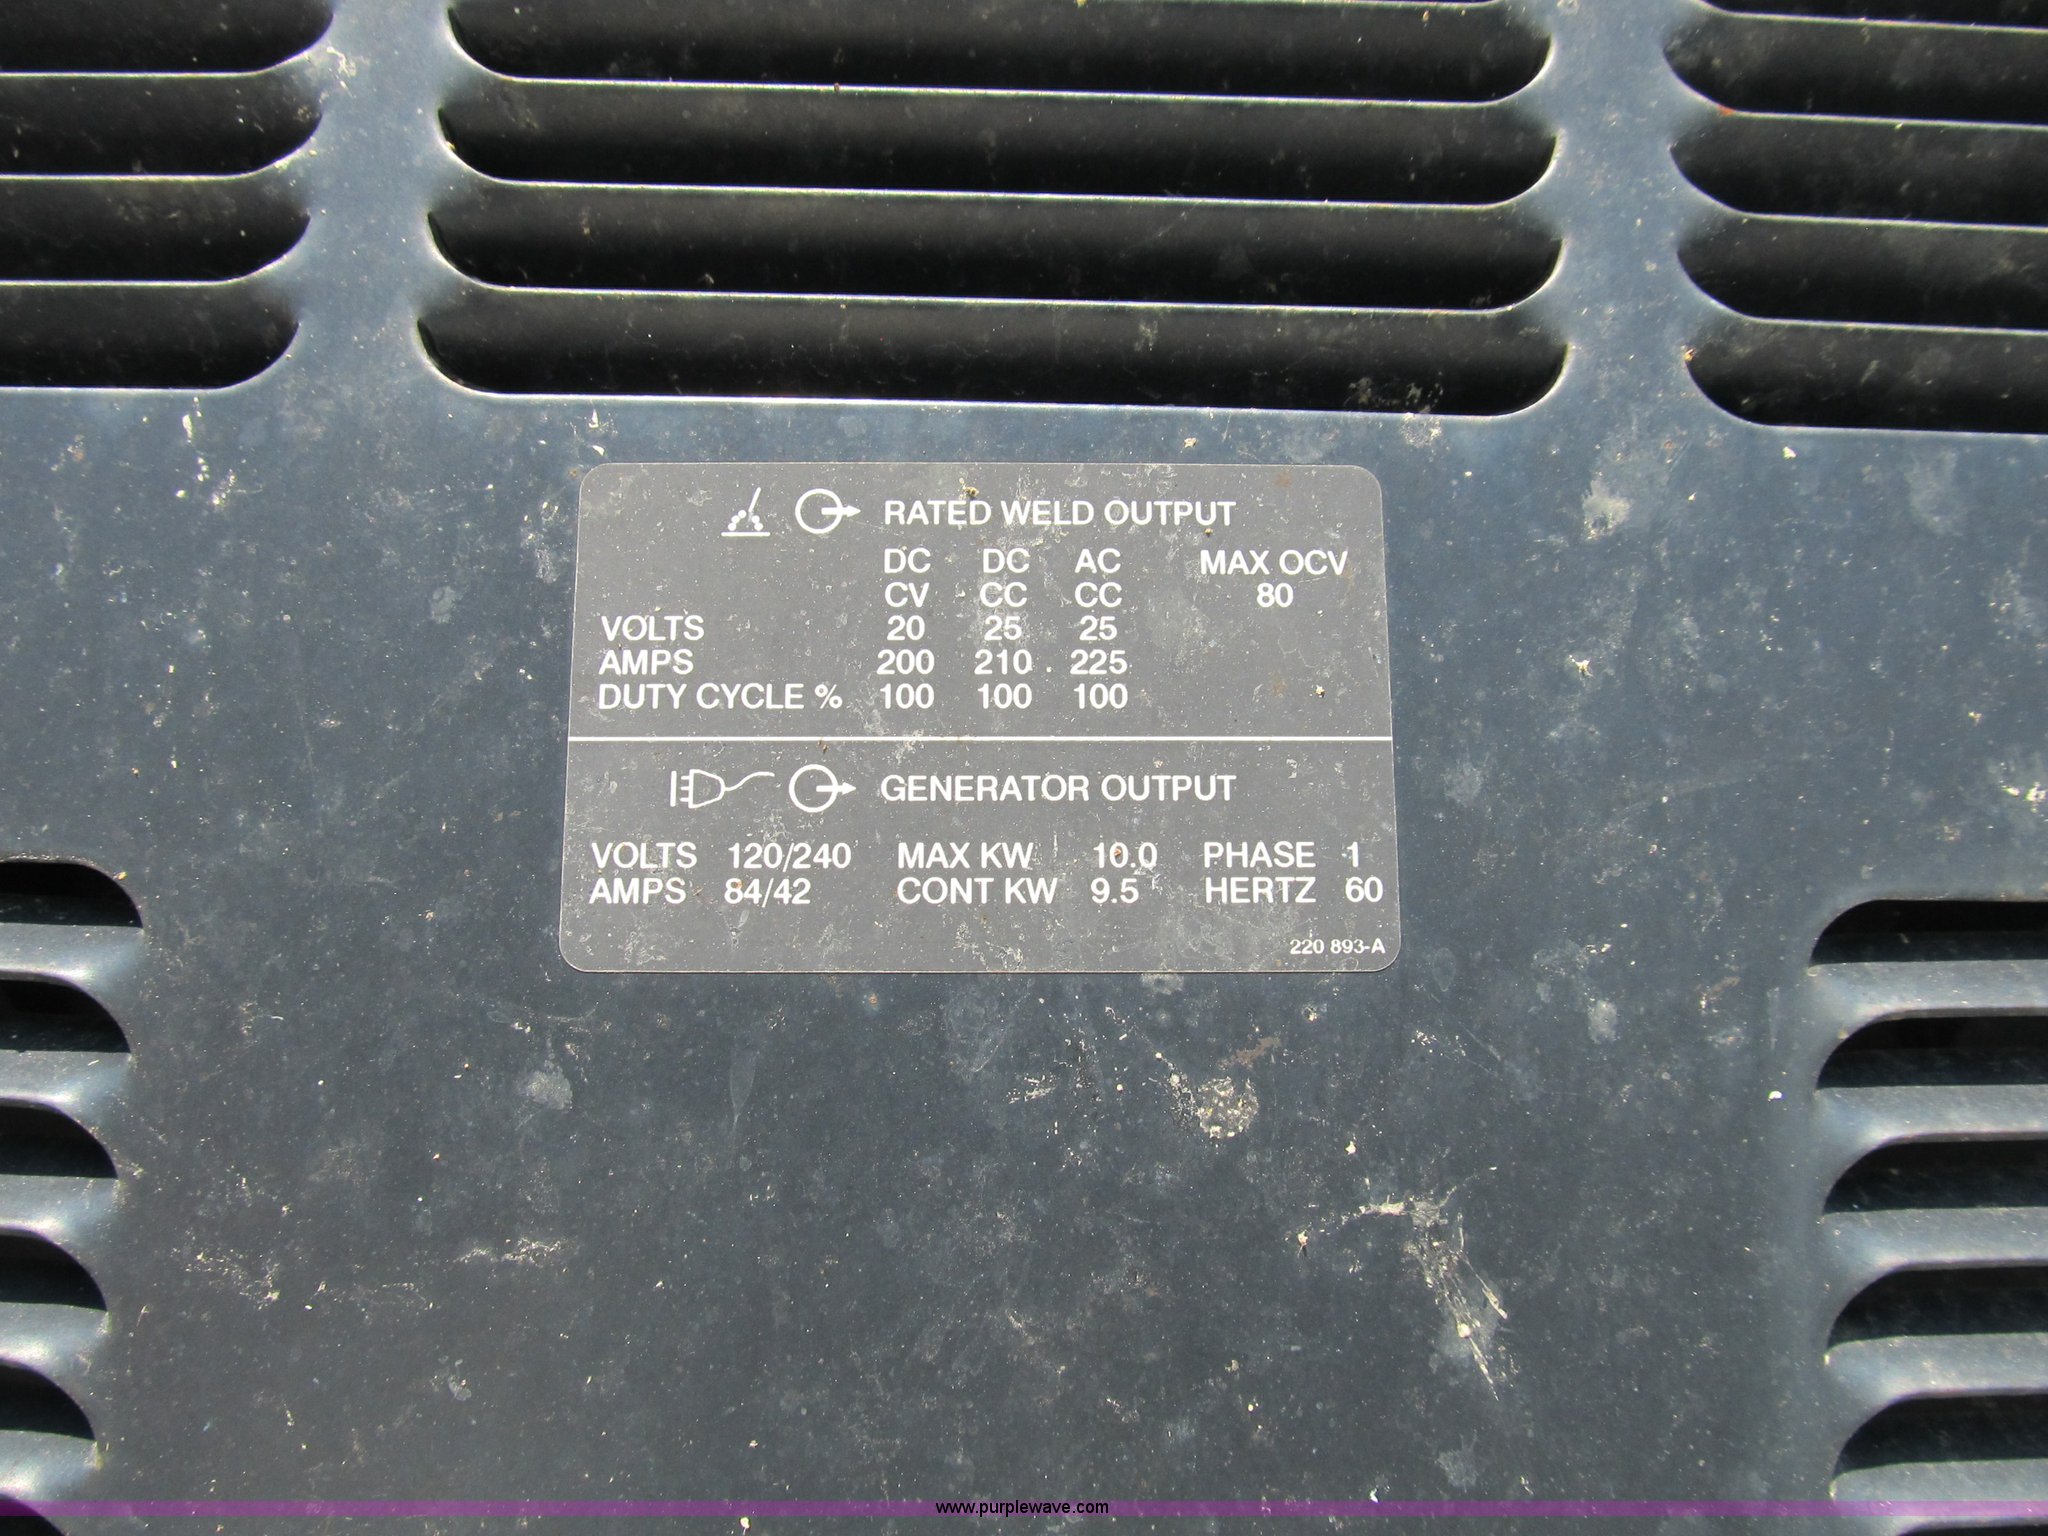 RATED WELD OUTPUT
DC DC AC MAX OCV
CV CC CC 80
VOLTS 20 25 25
AMPS 200 210 225
DUTY CYCLE % 100 100 100
GENERATOR OUTPUT
VOLTS 120/240 MAX KW 10.0 PHASE 1
AMPS 84/42 CONT KW 9.5 HERTZ 60
220 893-A
www.purplewave.com